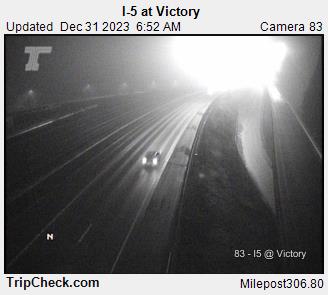 I-5 at Victory
Updated Dec 31 2023 6:52 AM Camera 83
T
N
83 - I5 @ Victory
TripCheck.com Milepost306.80